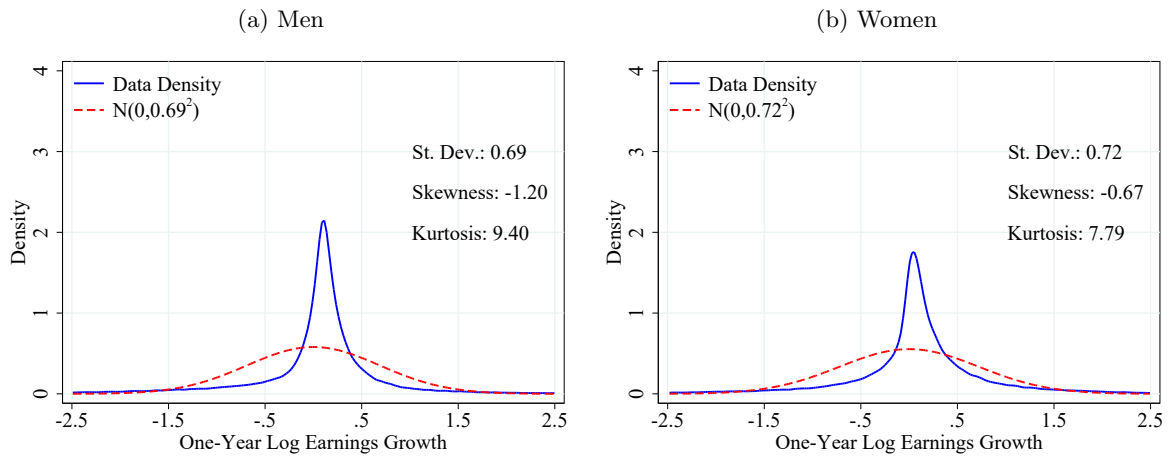 (a) Men
4
3
2
1
0
Density
Data Density
N(0,0.69²)
St. Dev.: 0.69
Skewness: -1.20
Kurtosis: 9.40
-2.5 -1.5 -.5 .5 1.5 2.5
One-Year Log Earnings Growth
(b) Women
4
3
2
1
0
Density
Data Density
N(0,0.72²)
St. Dev.: 0.72
Skewness: -0.67
Kurtosis: 7.79
-2.5 -1.5 -.5 .5 1.5 2.5
One-Year Log Earnings Growth